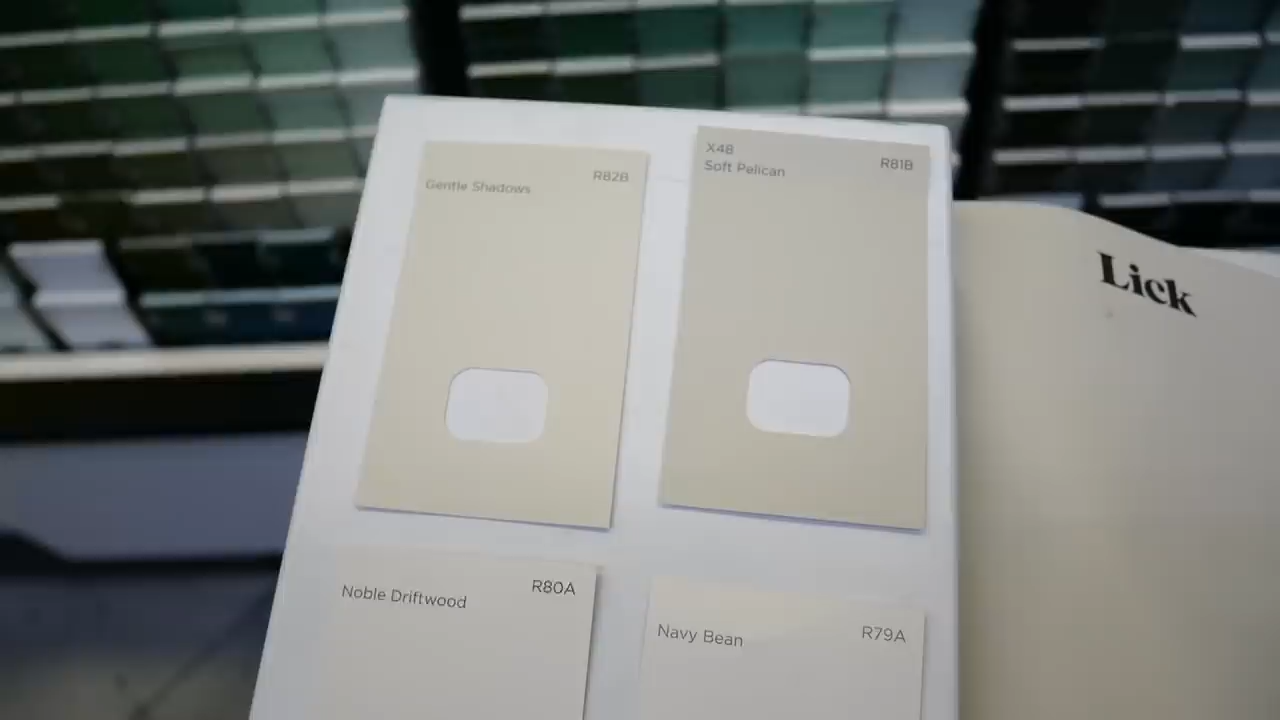 Gentle Shadows
R82B
X48
Soft Pelican
R81B
Lick
Noble Driftwood
R80A
Navy Bean
R79A